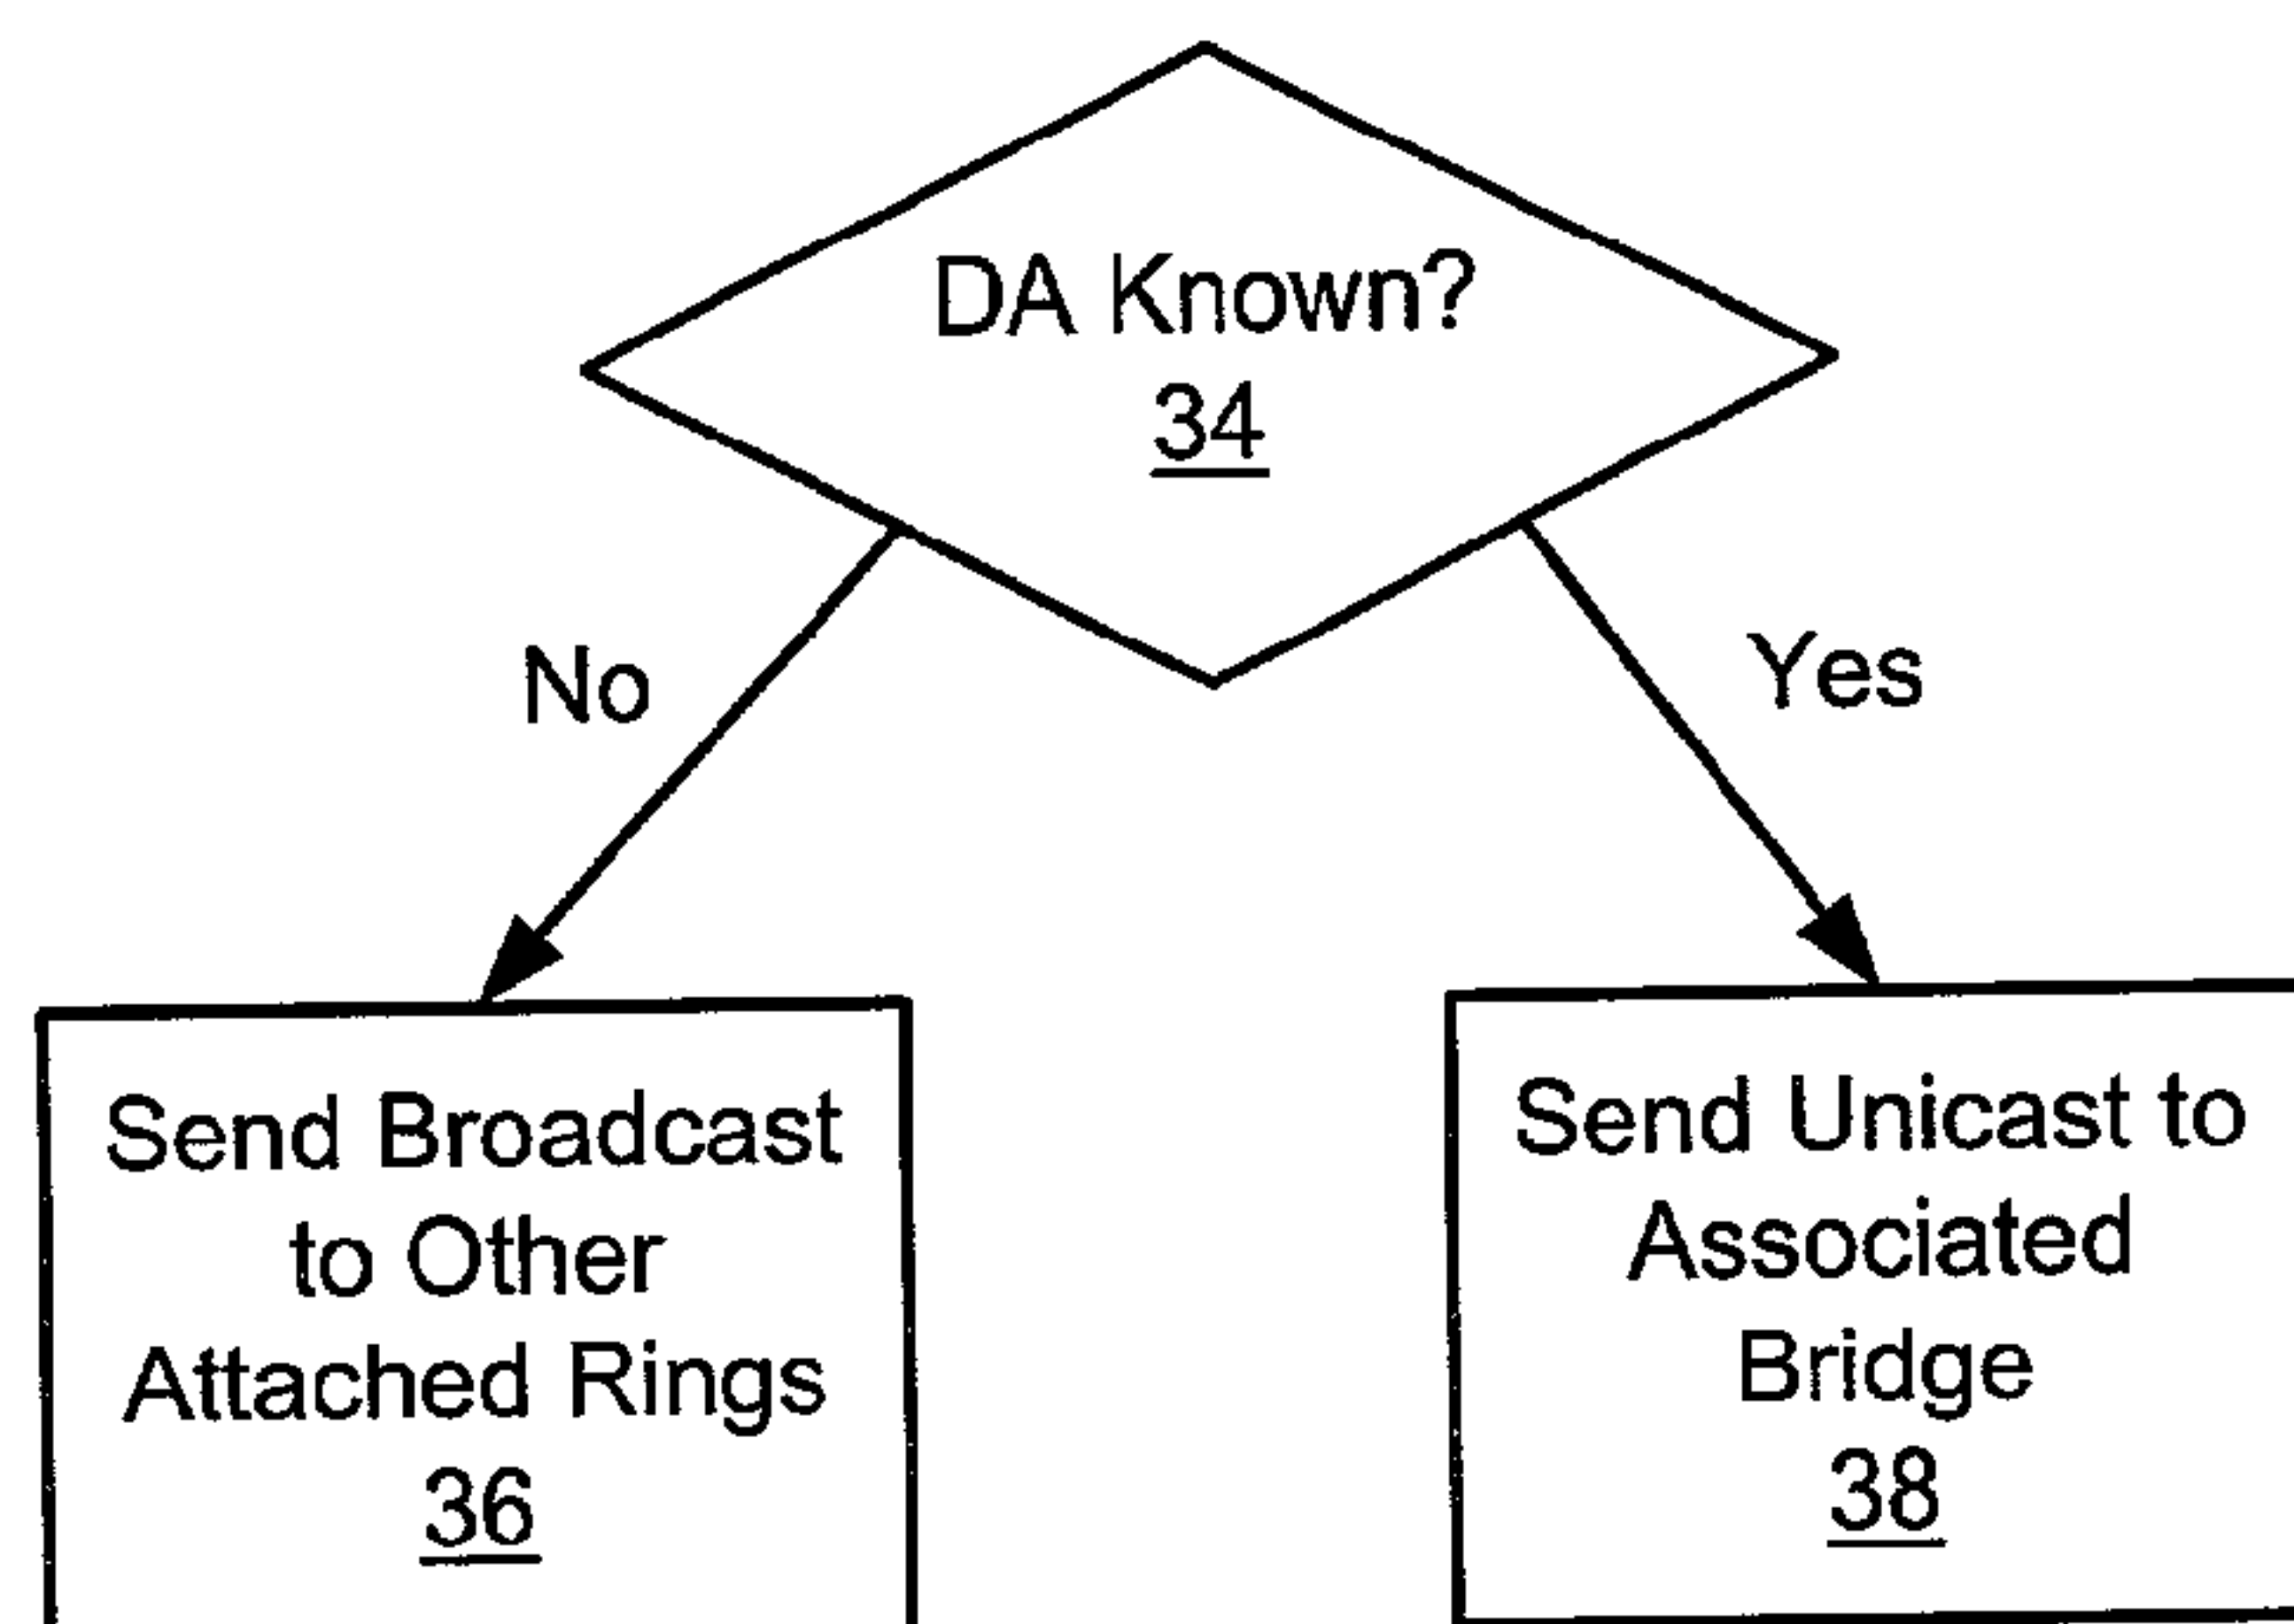 DA Known?
34
No
Yes
Send Broadcast
to Other
Attached Rings
36
Send Unicast to
Associated
Bridge
38